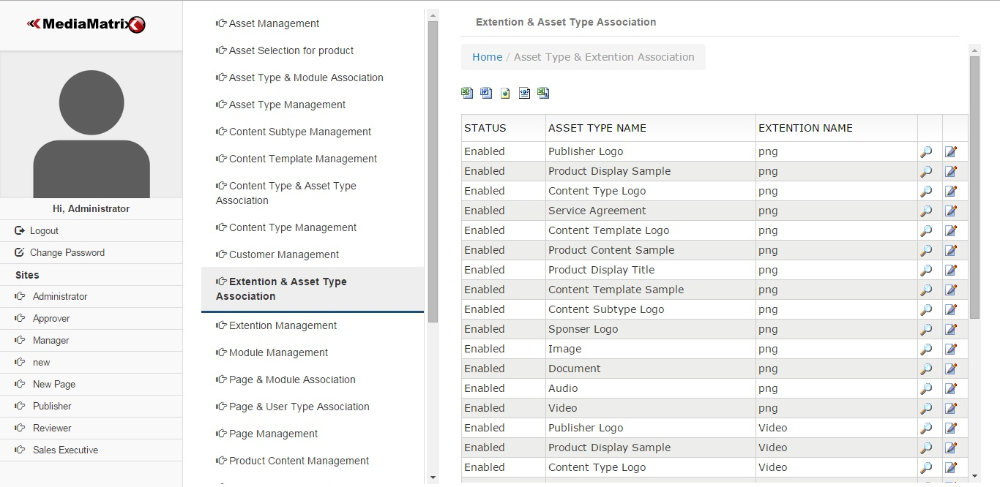 MediaMatrix
Hi, Administrator
Logout
Change Password
Sites
Administrator
Approver
Manager
new
New Page
Publisher
Reviewer
Sales Executive
Asset Management
Asset Selection for product
Asset Type & Module Association
Asset Type Management
Content Subtype Management
Content Template Management
Content Type & Asset Type
Association
Content Type Management
Customer Management
Extention & Asset Type
Association
Extention Management
Module Management
Page & Module Association
Page & User Type Association
Page Management
Product Content Management
Extention & Asset Type Association
Home / Asset Type & Extention Association
STATUS ASSET TYPE NAME EXTENTION NAME
Enabled Publisher Logo png
Enabled Product Display Sample png
Enabled Content Type Logo png
Enabled Service Agreement png
Enabled Content Template Logo png
Enabled Product Content Sample png
Enabled Product Display Title png
Enabled Content Template Sample png
Enabled Content Subtype Logo png
Enabled Sponser Logo png
Enabled Image png
Enabled Document png
Enabled Audio png
Enabled Video png
Enabled Publisher Logo Video
Enabled Product Display Sample Video
Enabled Content Type Logo Video